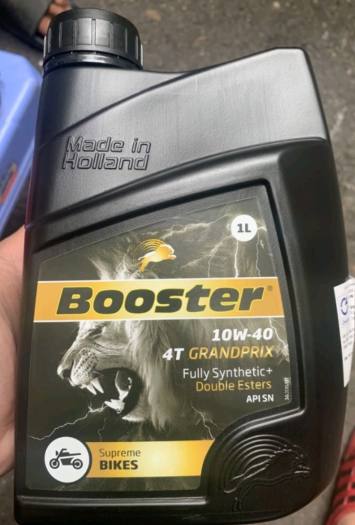 Made in
Holland
1L
Booster®
10W-40
4T GRANDPRIX
Fully Synthetic+
Double Esters
API SN
Supreme
BIKES